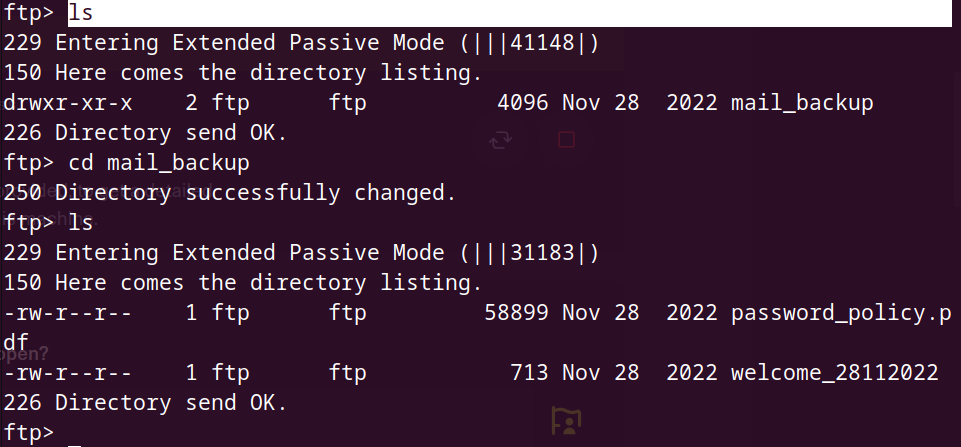 ftp> ls
229 Entering Extended Passive Mode (|||41148|)
150 Here comes the directory listing.
drwxr-xr-x    2 ftp      ftp          4096 Nov 28  2022 mail_backup
226 Directory send OK.
ftp> cd mail_backup
250 Directory successfully changed.
ftp> ls
229 Entering Extended Passive Mode (|||31183|)
150 Here comes the directory listing.
-rw-r--r--    1 ftp      ftp         58899 Nov 28  2022 password_policy.p
df
open?
-rw-r--r--    1 ftp      ftp           713 Nov 28  2022 welcome_28112022
226 Directory send OK.
ftp>